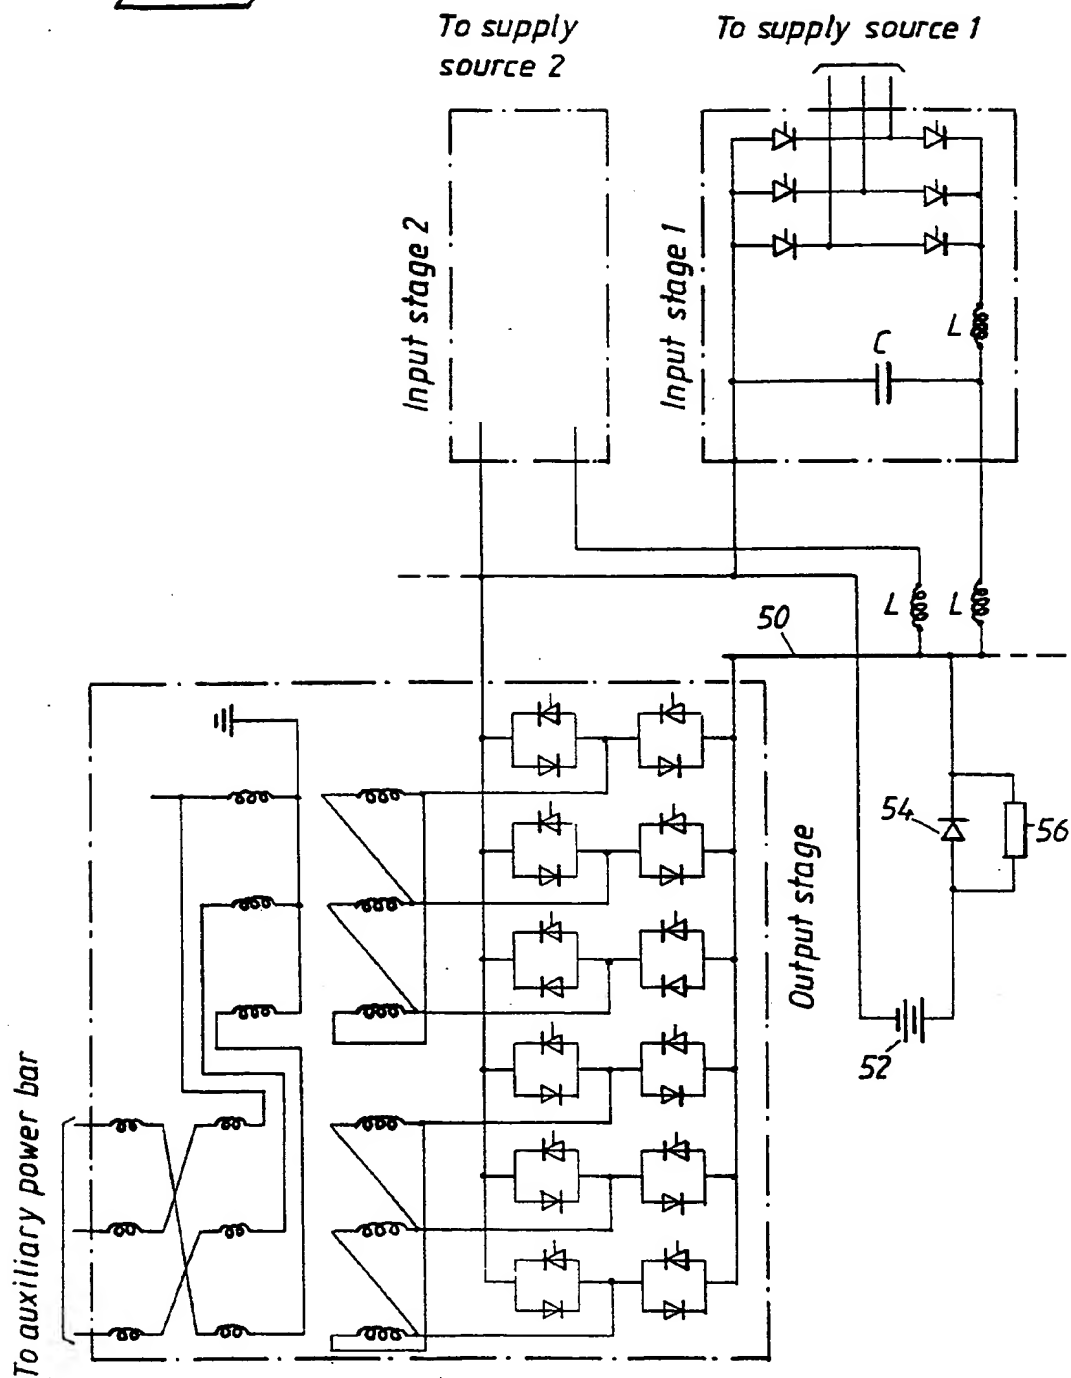 To supply
source 2
To supply source 1
Input stage 2
Input stage 1
L
C
L
L
50
54
56
Output stage
52
To auxiliary power bar